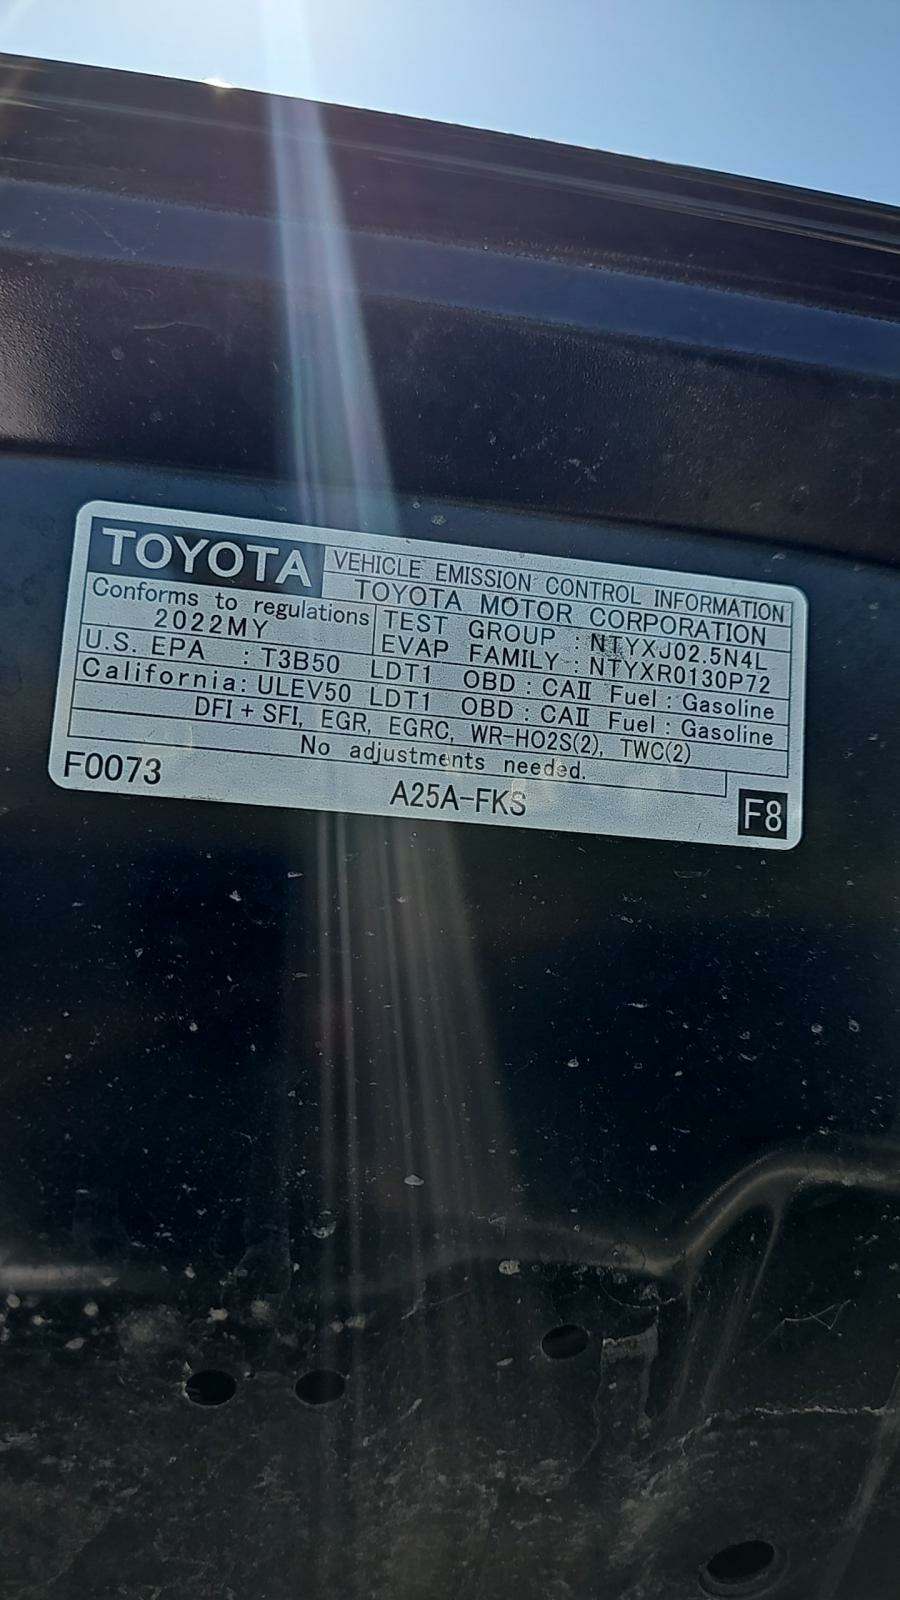 TOYOTA VEHICLE EMISSION CONTROL INFORMATION
TOYOTA MOTOR CORPORATION
Conforms to regulations
2022MY
TEST GROUP : NTYXJ02.5N4L
EVAP FAMILY : NTYXR0130P72
U.S. EPA : T3B50 LDT1 OBD : CAⅡ Fuel : Gasoline
California: ULEV50 LDT1 OBD : CAⅡ Fuel : Gasoline
DFI + SFI, EGR, EGRC, WR-HO2S(2), TWC(2)
No adjustments needed.
F0073 A25A-FKS F8